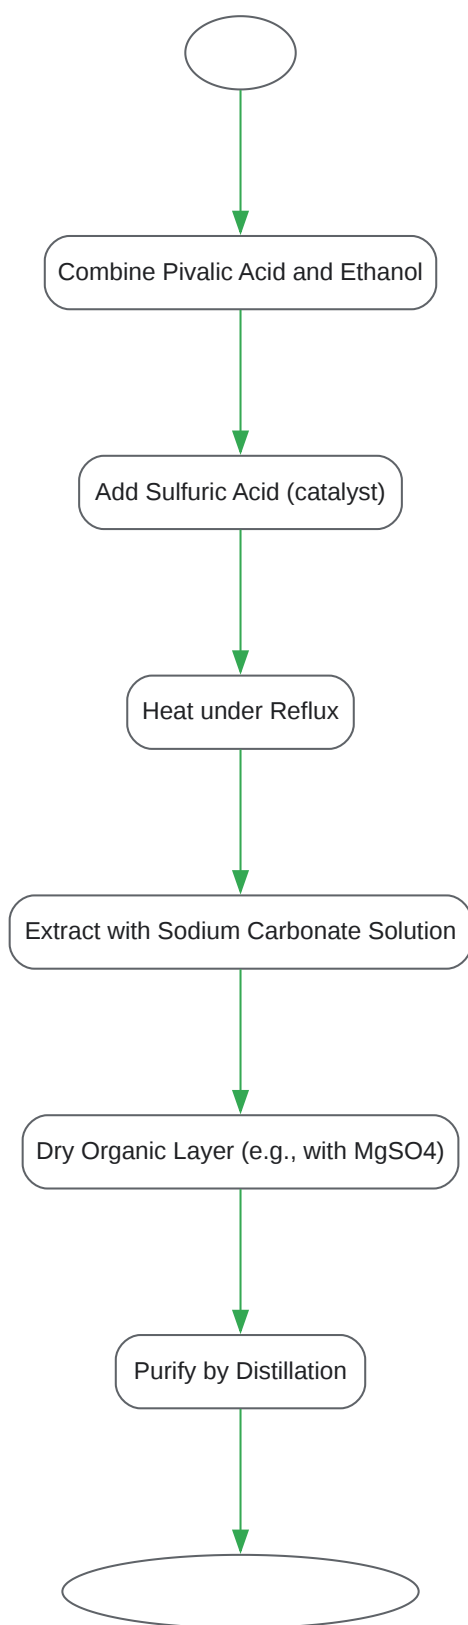 Combine Pivalic Acid and Ethanol
Add Sulfuric Acid (catalyst)
Heat under Reflux
Extract with Sodium Carbonate Solution
Dry Organic Layer (e.g., with MgSO4)
Purify by Distillation